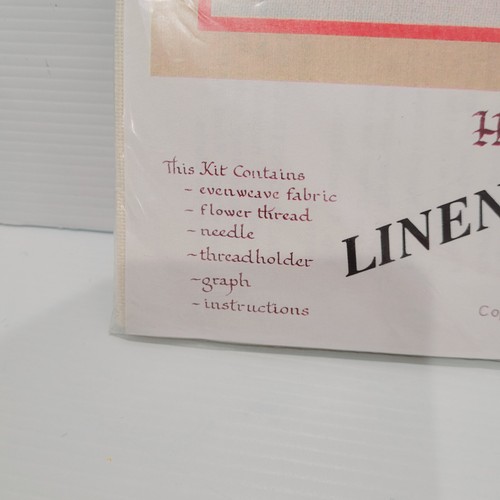 This Kit Contains
- evenweave fabric
- flower thread
- needle
- threadholder
- graph
- instructions
LINEN